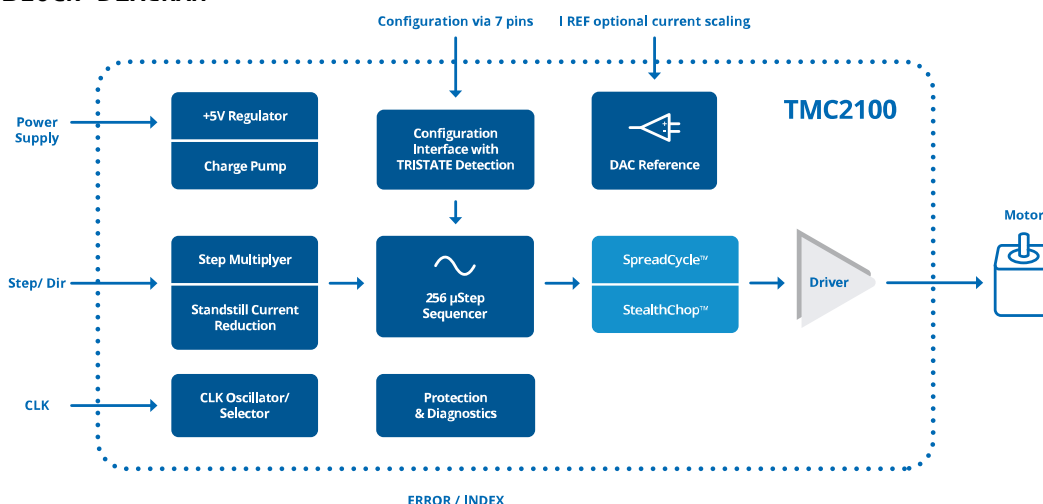 BLOCK DIAGRAM
Configuration via 7 pins
I REF optional current scaling
TMC2100
Power
Supply
+5V Regulator
Charge Pump
Configuration
Interface with
TRISTATE Detection
DAC Reference
Motor
Step/ Dir
Step Multiplyer
Standstill Current
Reduction
256 µStep
Sequencer
SpreadCycle™
StealthChop™
Driver
CLK
CLK Oscillator/
Selector
Protection
& Diagnostics
ERROR / INDEX